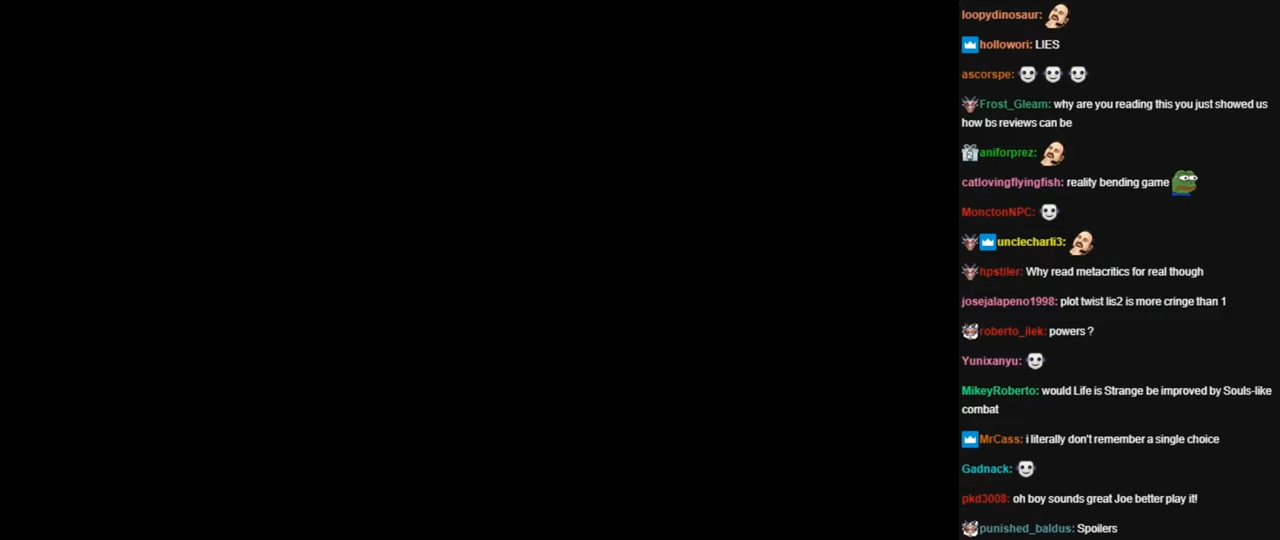 loopydinosaur:
hollowori: LIES
ascorspe:
Frost_Gleam: why are you reading this you just showed us
how bs reviews can be
2 aniforprez:
catlovingflyingfish: reality bending game
MonctonNPC:
unclecharli3:
hpstiler: Why read metacritics for real though
josejalapeno1998: plot twist lis2 is more cringe than 1
roberto_ilek: powers ?
Yunixanyu:
MikeyRoberto: would Life is Strange be improved by Souls-like
combat
MrCass: i literally don't remember a single choice
Gadnack:
pkd3008: oh boy sounds great Joe better play it!
punished_baldus: Spoilers